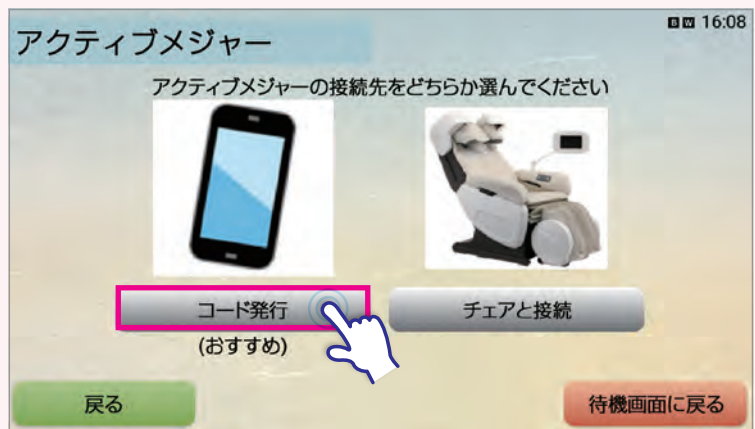 B W 16:08
アクティブメジャー
アクティブメジャーの接続先をどちらか選んでください
コード発行
チェアと接続
(おすすめ)
戻る
待機画面に戻る